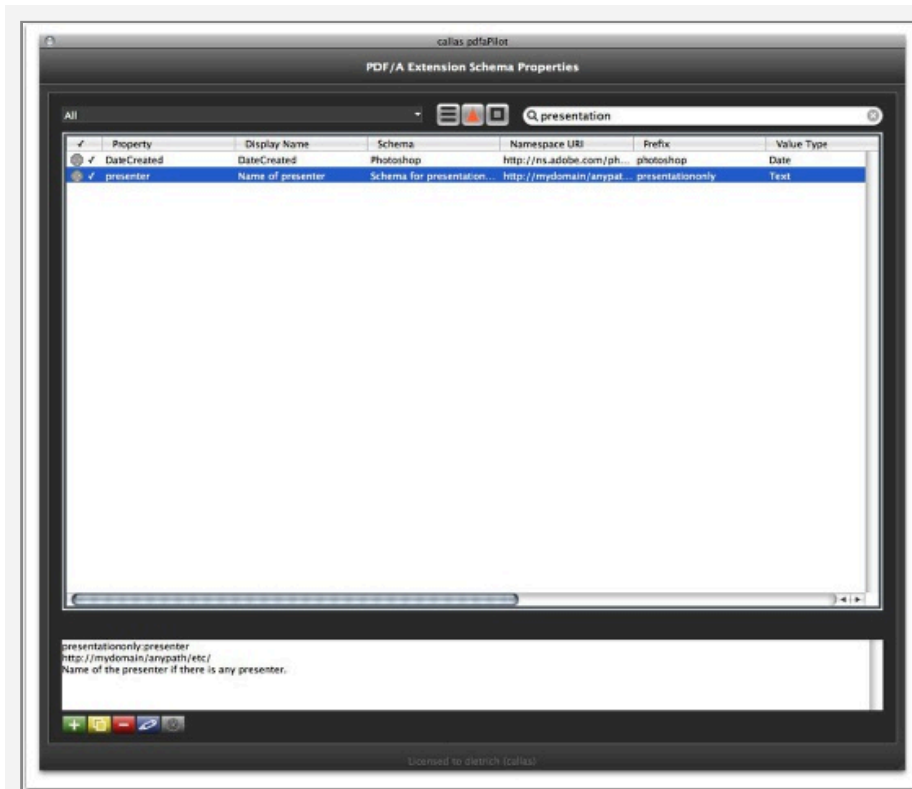 callas pdfaPilot
PDF/A Extension Schema Properties
All
presentation
✓ Property Display Name Schema Namespace URI Prefix Value Type
✓ DateCreated DateCreated Photoshop http://ns.adobe.com/ph... photoshop Date
✓ presenter Name of presenter Schema for presentation... http://mydomain/anypat... presentationonly Text
presentationonly:presenter
http://mydomain/anypath/etc/
Name of the presenter if there is any presenter.
Licensed to dietrich (callas)